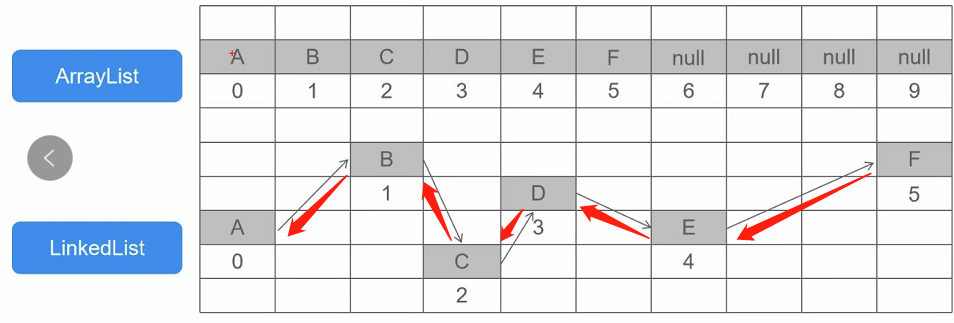 ArrayList
A B C D E F null null null null
0 1 2 3 4 5 6 7 8 9
B F
1 D 5
LinkedList
A 3 E
0 C 4
2